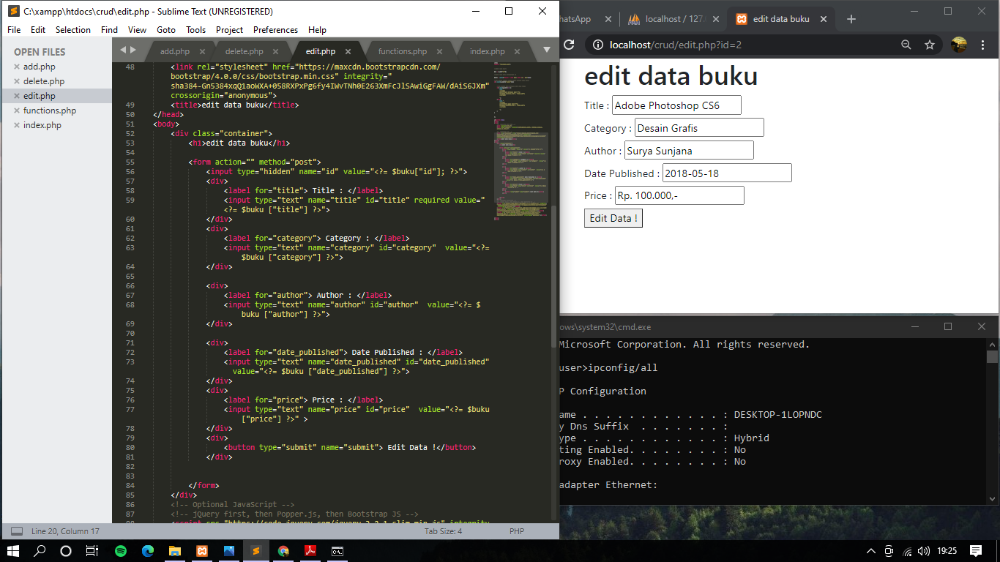 C:\xampp\htdocs\crud\edit.php - Sublime Text (UNREGISTERED)
File Edit Selection Find View Goto Tools Project Preferences Help
OPEN FILES
add.php
delete.php
edit.php
functions.php
index.php
add.php delete.php edit.php functions.php index.php
48 <link rel="stylesheet" href="https://maxcdn.bootstrapcdn.com/
bootstrap/4.0.0/css/bootstrap.min.css" integrity="
sha384-Gn5384xqQ1aoWXA+058RXPxPg6fy4IWvTNh0E263XmFcJlSAwiGgFAW/dAiS6JXm"
crossorigin="anonymous">
49 <title>edit data buku</title>
50 </head>
51 <body>
52 <div class="container">
53 <h1>edit data buku</h1>
54
55 <form action="" method="post">
56 <input type="hidden" name="id" value="<?= $buku["id"]; ?>">
57 <div>
58 <label for="title"> Title : </label>
59 <input type="text" name="title" id="title" required value="
<?= $buku ["title"] ?>">
60 </div>
61 <div>
62 <label for="category"> Category : </label>
63 <input type="text" name="category" id="category"  value="<?=
$buku ["category"] ?>">
64 </div>
65
66 <div>
67 <label for="author"> Author : </label>
68 <input type="text" name="author" id="author"  value="<?= $
buku ["author"] ?>">
69 </div>
70
71 <div>
72 <label for="date_published"> Date Published : </label>
73 <input type="text" name="date_published" id="date_published"
value="<?= $buku ["date_published"] ?>">
74 </div>
75 <div>
76 <label for="price"> Price : </label>
77 <input type="text" name="price" id="price"  value="<?= $buku
["price"] ?>" >
78 </div>
79 <div>
80 <button type="submit" name="submit"> Edit Data !</button>
81 </div>
82
83
84 </form>
85 </div>
86 <!-- Optional JavaScript -->
87 <!-- jQuery first, then Popper.js, then Bootstrap JS -->
Line 20, Column 17
Tab Size: 4
PHP
hatsApp
localhost / 127.
edit data buku
localhost/crud/edit.php?id=2
edit data buku
Title : Adobe Photoshop CS6
Category : Desain Grafis
Author : Surya Sunjana
Date Published : 2018-05-18
Price : Rp. 100.000,-
Edit Data !
ows\system32\cmd.exe
Microsoft Corporation. All rights reserved.
user>ipconfig/all
P Configuration
ame . . . . . . . . . . . . : DESKTOP-1LOPNDC
y Dns Suffix  . . . . . . . :
ype . . . . . . . . . . . . : Hybrid
ting Enabled. . . . . . . . : No
roxy Enabled. . . . . . . . : No
adapter Ethernet:
19:25